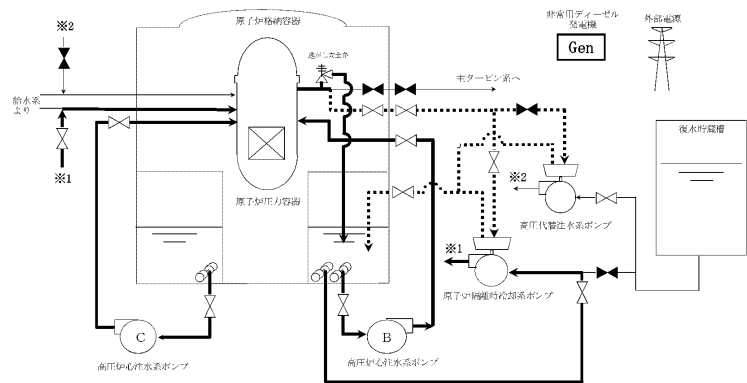 原子炉格納容器
※2
逃がし安全弁
非常用ディーゼル
発電機
Gen
外部電源
主タービン系へ
給水系
より
復水貯蔵槽
※1
原子炉圧力容器
※2
高圧代替注水系ポンプ
※1
原子炉隔離時冷却系ポンプ
C
高圧炉心注水系ポンプ
B
高圧炉心注水系ポンプ